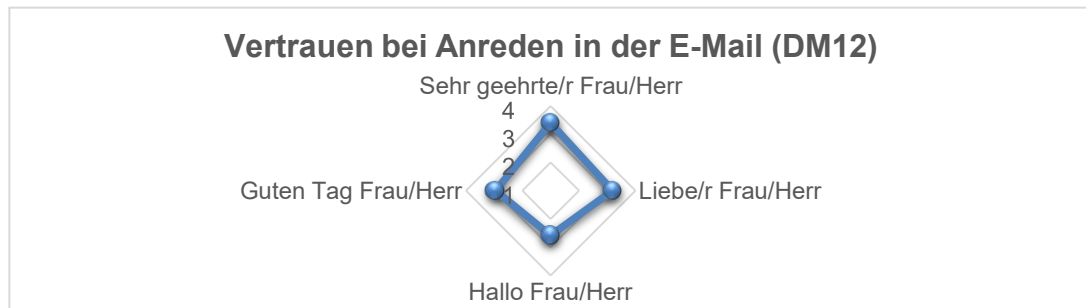 Vertrauen bei Anreden in der E-Mail (DM12)
Sehr geehrte/r Frau/Herr
4
3
2
1
Guten Tag Frau/Herr
Liebe/r Frau/Herr
Hallo Frau/Herr